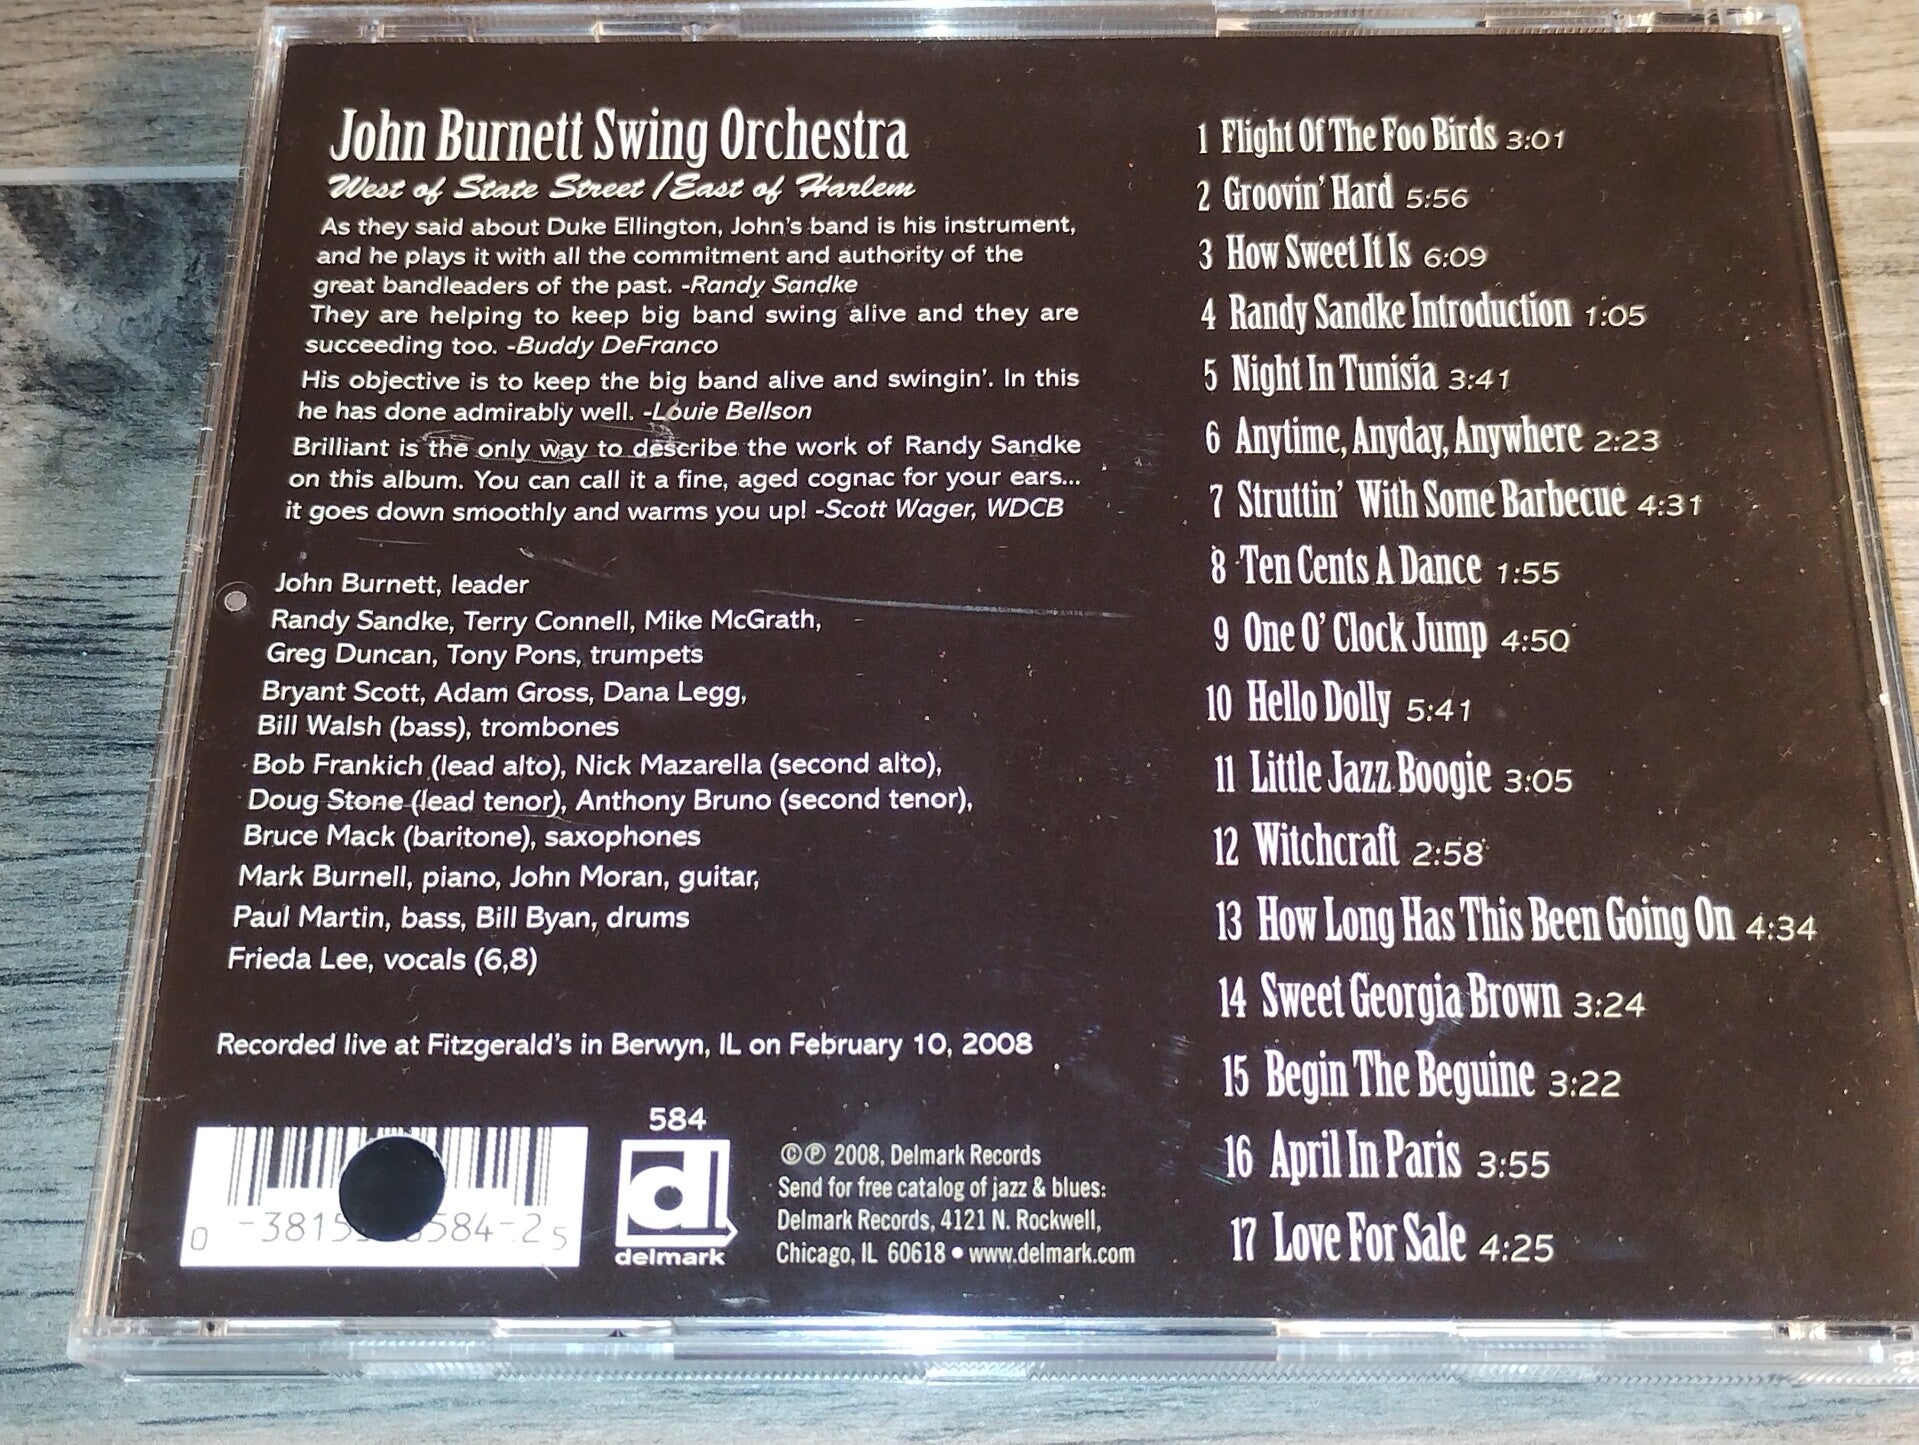 John Burnett Swing Orchestra
West of State Street/East of Harlem
As they said about Duke Ellington, John's band is his instrument,
and he plays it with all the commitment and authority of the
great bandleaders of the past. -Randy Sandke
They are helping to keep big band swing alive and they are
succeeding too. -Buddy DeFranco
His objective is to keep the big band alive and swingin'. In this
he has done admirably well. -Louie Bellson
Brilliant is the only way to describe the work of Randy Sandke
on this album. You can call it a fine, aged cognac for your ears...
it goes down smoothly and warms you up! -Scott Wager, WDCB
John Burnett, leader
Randy Sandke, Terry Connell, Mike McGrath,
Greg Duncan, Tony Pons, trumpets
Bryant Scott, Adam Gross, Dana Legg,
Bill Walsh (bass), trombones
Bob Frankich (lead alto), Nick Mazarella (second alto),
Doug Stone (lead tenor), Anthony Bruno (second tenor),
Bruce Mack (baritone), saxophones
Mark Burnell, piano, John Moran, guitar,
Paul Martin, bass, Bill Byan, drums
Frieda Lee, vocals (6,8)
Recorded live at Fitzgerald's in Berwyn, IL on February 10, 2008
584
delmark
©℗ 2008, Delmark Records
Send for free catalog of jazz & blues:
Delmark Records, 4121 N. Rockwell,
Chicago, IL 60618 • www.delmark.com
1 Flight Of The Foo Birds 3:01
2 Groovin' Hard 5:56
3 How Sweet It Is 6:09
4 Randy Sandke Introduction 1:05
5 Night In Tunisia 3:41
6 Anytime, Anyday, Anywhere 2:23
7 Struttin' With Some Barbecue 4:31
8 Ten Cents A Dance 1:55
9 One O' Clock Jump 4:50
10 Hello Dolly 5:41
11 Little Jazz Boogie 3:05
12 Witchcraft 2:58
13 How Long Has This Been Going On 4:34
14 Sweet Georgia Brown 3:24
15 Begin The Beguine 3:22
16 April In Paris 3:55
17 Love For Sale 4:25